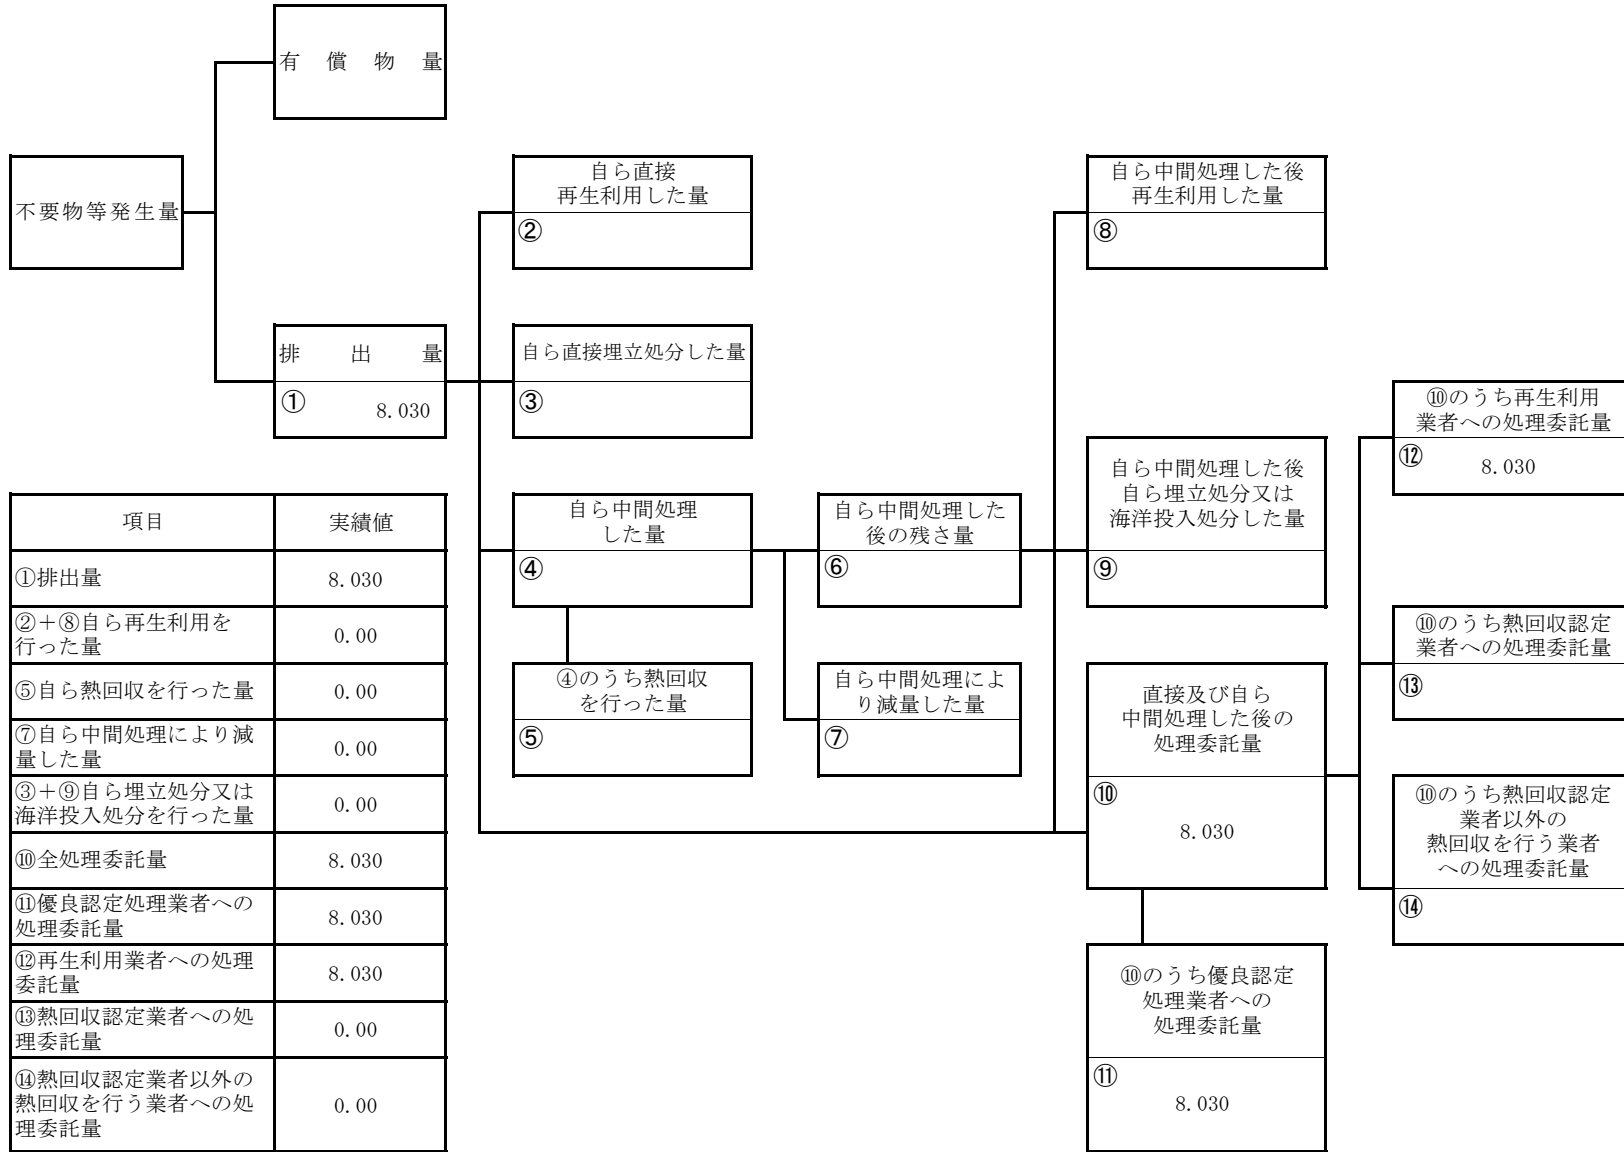 有償物量
不要物等発生量
排出量
① 8.030
自ら直接
再生利用した量
②
自ら直接埋立処分した量
③
自ら中間処理
した量
④
④のうち熱回収
を行った量
⑤
自ら中間処理した
後の残さ量
⑥
自ら中間処理によ
り減量した量
⑦
自ら中間処理した後
再生利用した量
⑧
自ら中間処理した後
自ら埋立処分又は
海洋投入処分した量
⑨
直接及び自ら
中間処理した後の
処理委託量
⑩
8.030
⑩のうち優良認定
処理業者への
処理委託量
⑪
8.030
⑩のうち再生利用
業者への処理委託量
⑫ 8.030
⑩のうち熱回収認定
業者への処理委託量
⑬
⑩のうち熱回収認定
業者以外の
熱回収を行う業者
への処理委託量
⑭
項目 実績値
①排出量 8.030
②＋⑧自ら再生利用を
行った量 0.00
⑤自ら熱回収を行った量 0.00
⑦自ら中間処理により減
量した量 0.00
③＋⑨自ら埋立処分又は
海洋投入処分を行った量 0.00
⑩全処理委託量 8.030
⑪優良認定処理業者への
処理委託量 8.030
⑫再生利用業者への処理
委託量 8.030
⑬熱回収認定業者への処
理委託量 0.00
⑭熱回収認定業者以外の
熱回収を行う業者への処
理委託量 0.00